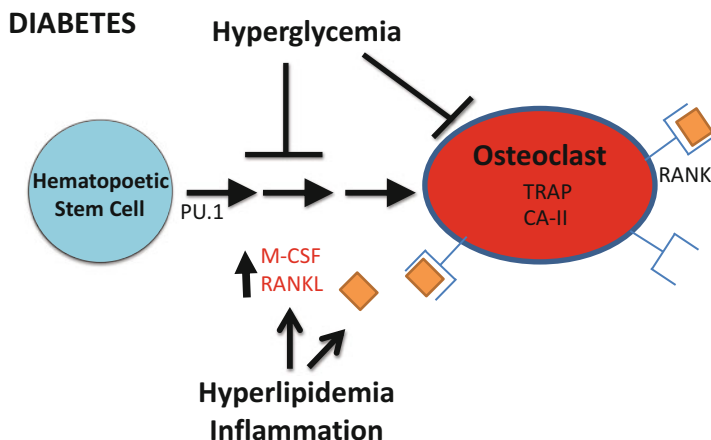 DIABETES
Hyperglycemia
Hematopoetic
Stem Cell
PU.1
Osteoclast
TRAP
CA-II
RANK
M-CSF
RANKL
Hyperlipidemia
Inflammation